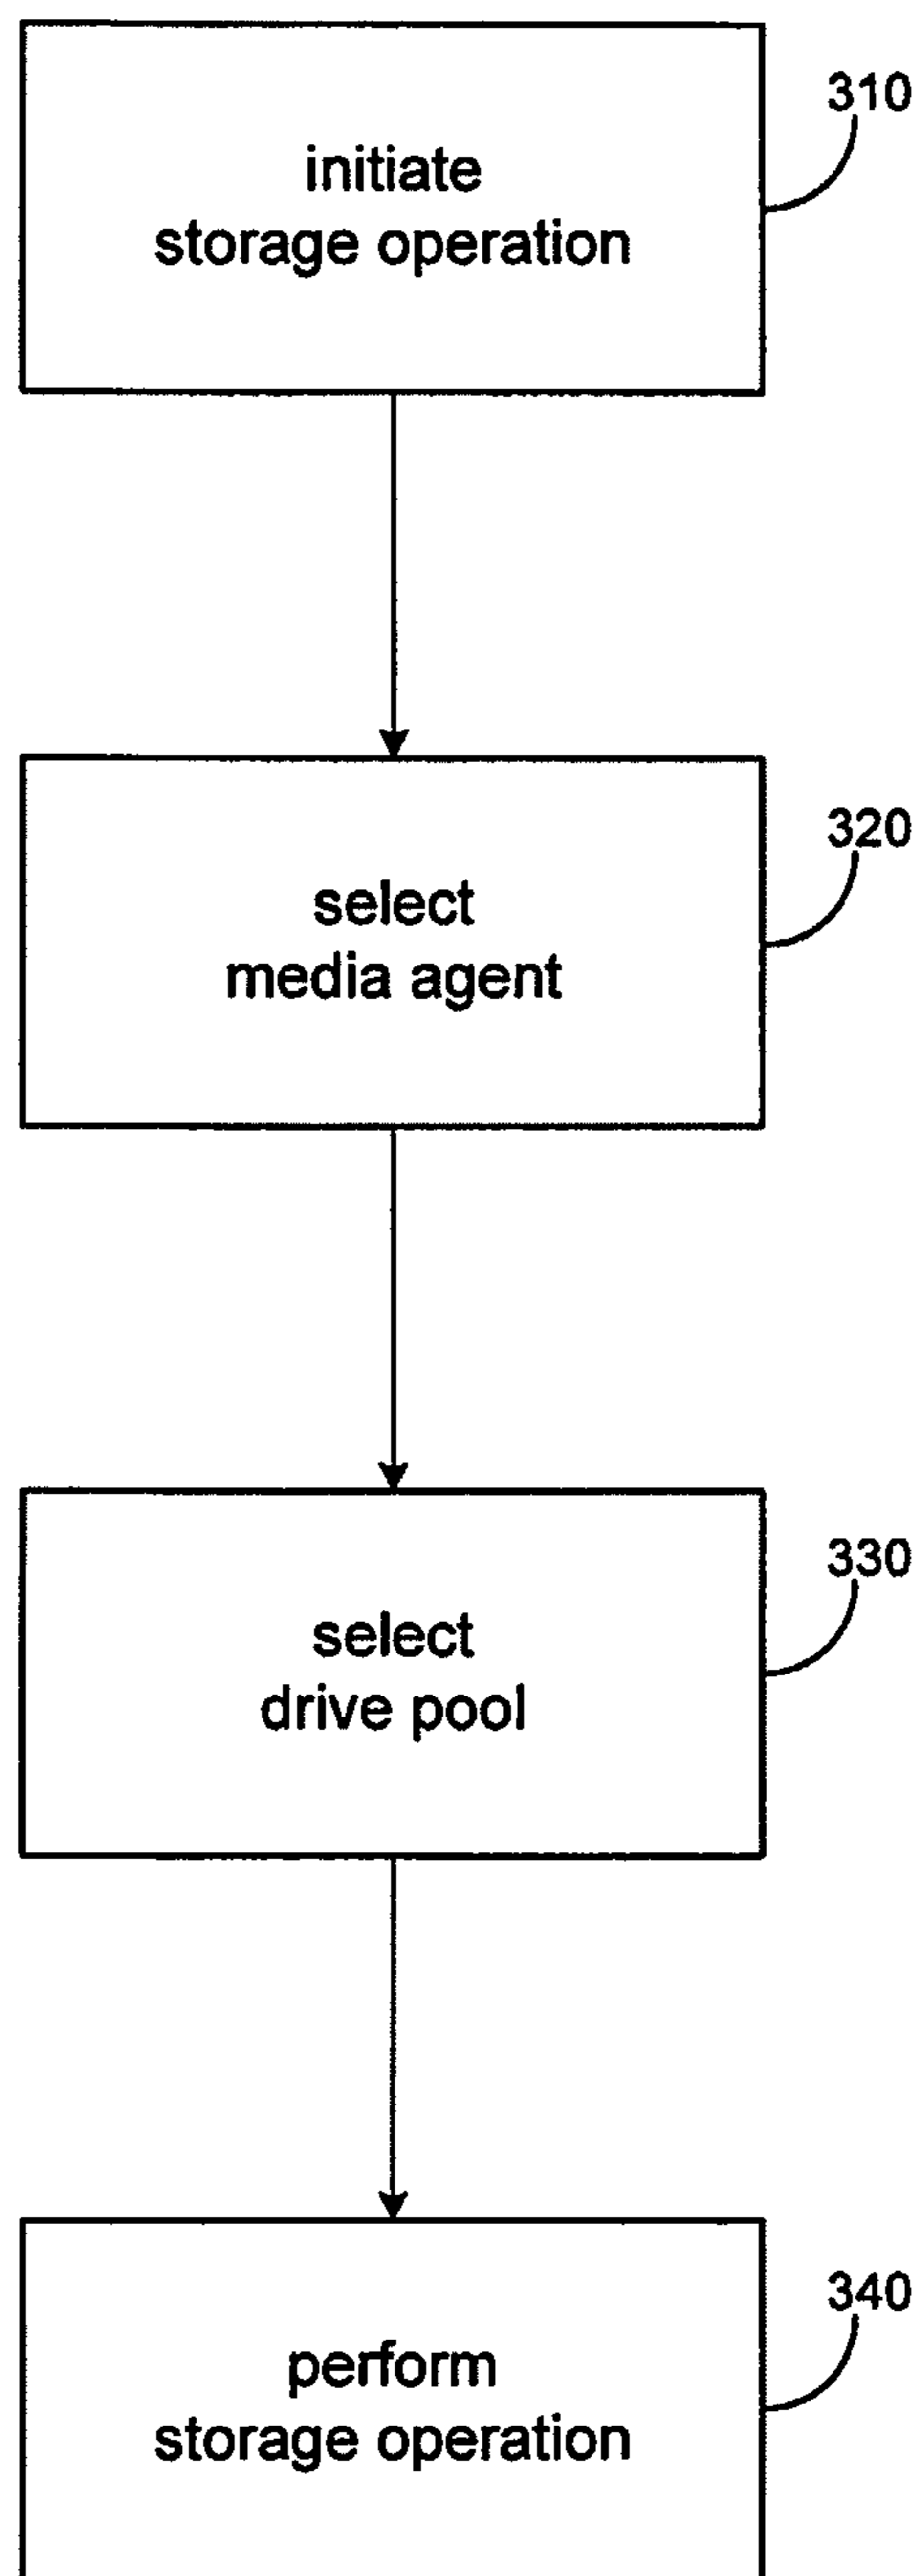 310
initiate
storage operation
320
select
media agent
330
select
drive pool
340
perform
storage operation